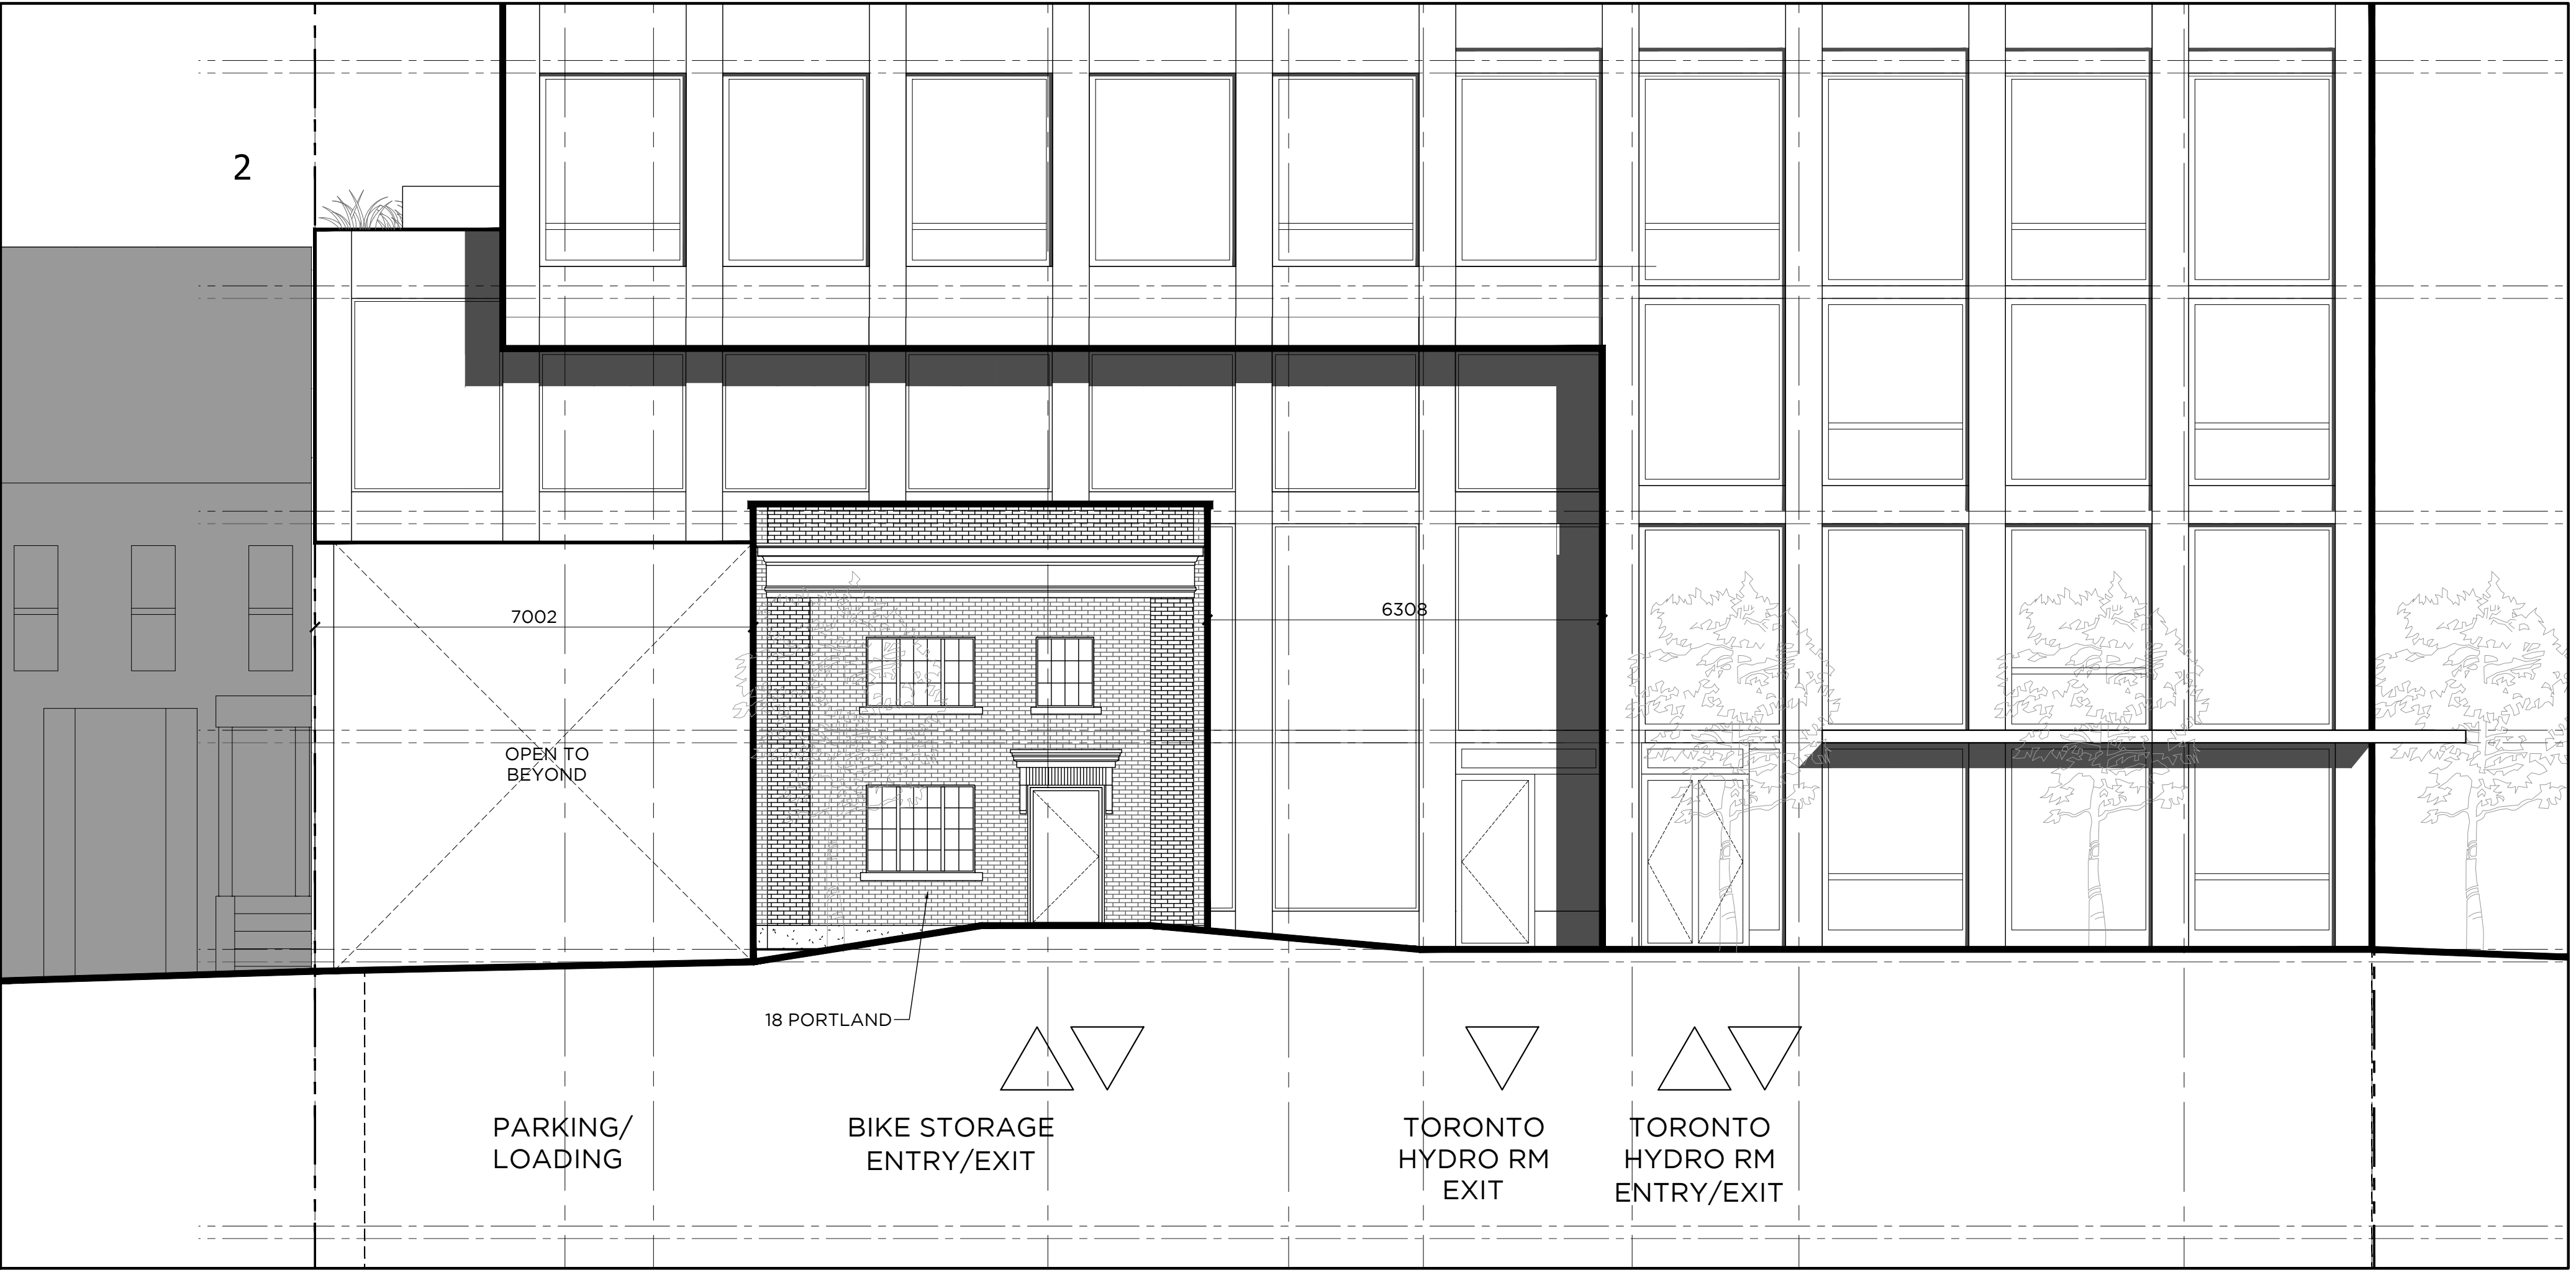 2
7002
6308
OPEN TO
BEYOND
18 PORTLAND
PARKING/
LOADING
BIKE STORAGE
ENTRY/EXIT
TORONTO
HYDRO RM
EXIT
TORONTO
HYDRO RM
ENTRY/EXIT